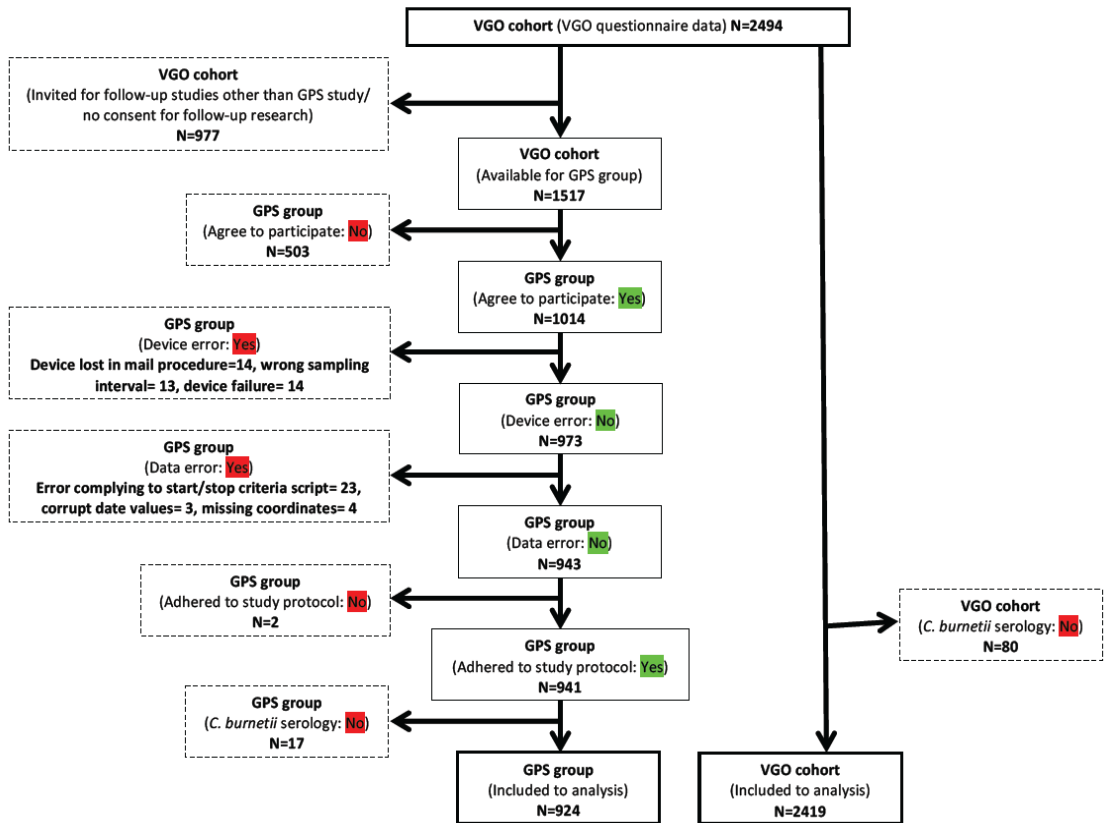 VGO cohort (VGO questionnaire data) N=2494
VGO cohort
(Invited for follow-up studies other than GPS study/
no consent for follow-up research)
N=977
VGO cohort
(Available for GPS group)
N=1517
GPS group
(Agree to participate: No)
N=503
GPS group
(Agree to participate: Yes)
N=1014
GPS group
(Device error: Yes)
Device lost in mail procedure=14, wrong sampling
interval= 13, device failure= 14
GPS group
(Device error: No)
N=973
GPS group
(Data error: Yes)
Error complying to start/stop criteria script= 23,
corrupt date values= 3, missing coordinates= 4
GPS group
(Data error: No)
N=943
GPS group
(Adhered to study protocol: No)
N=2
VGO cohort
(C. burnetii serology: No)
N=80
GPS group
(Adhered to study protocol: Yes)
N=941
GPS group
(C. burnetii serology: No)
N=17
GPS group
(Included to analysis)
N=924
VGO cohort
(Included to analysis)
N=2419